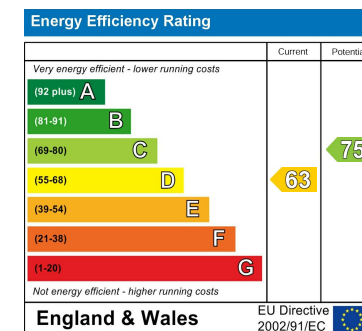 Energy Efficiency Rating
Current Potential
Very energy efficient - lower running costs
(92 plus) A
(81-91) B
(69-80) C 75
(55-68) D 63
(39-54) E
(21-38) F
(1-20) G
Not energy efficient - higher running costs
England & Wales
EU Directive
2002/91/EC